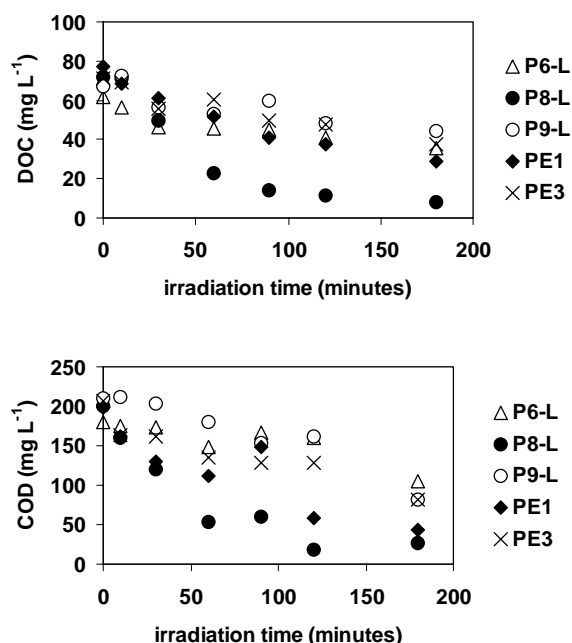 100
80
60
40
20
0
DOC (mg L⁻¹)
0 50 100 150 200
irradiation time (minutes)
P6-L
P8-L
P9-L
PE1
PE3
250
200
150
100
50
0
COD (mg L⁻¹)
0 50 100 150 200
irradiation time (minutes)
P6-L
P8-L
P9-L
PE1
PE3